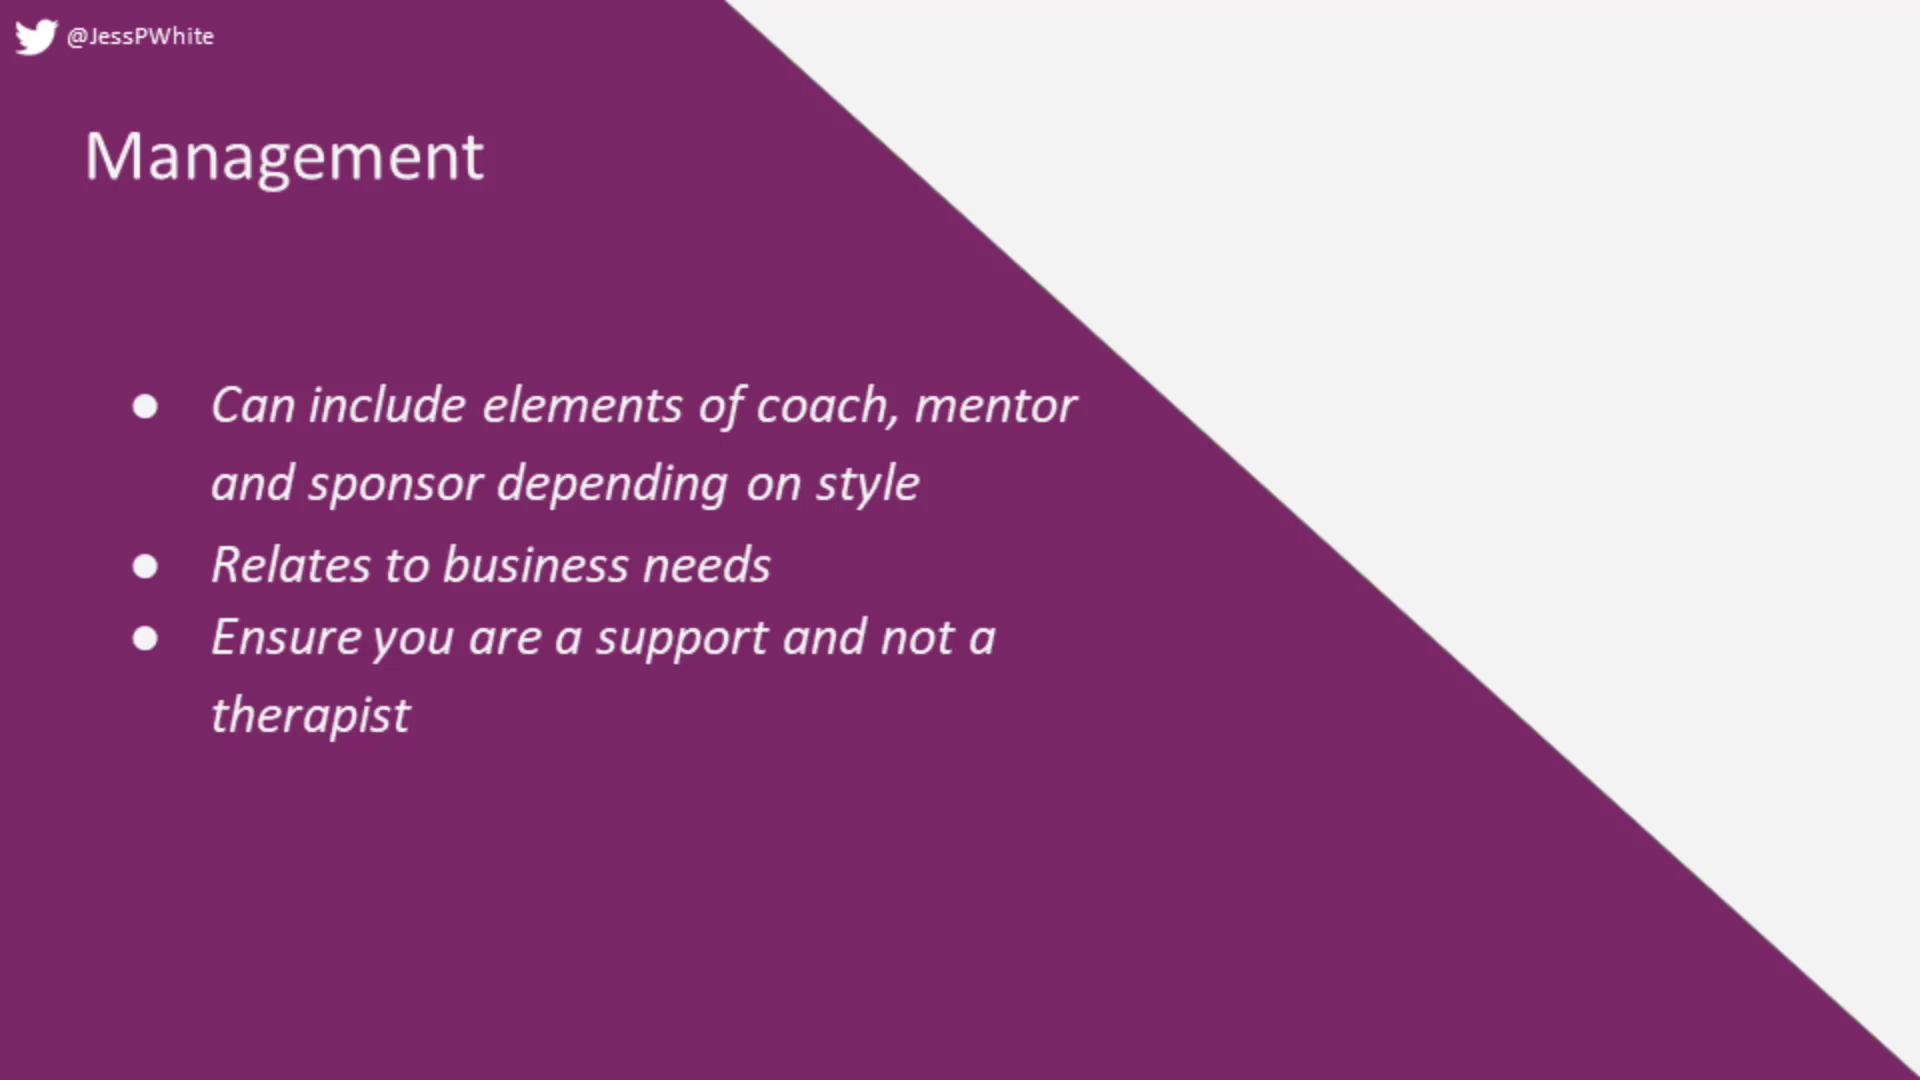 @JessPWhite
Management
● Can include elements of coach, mentor
and sponsor depending on style
● Relates to business needs
● Ensure you are a support and not a
therapist